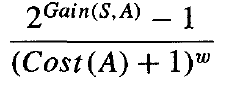 2^{Gain(S, A)} − 1
(Cost(A) + 1)^w